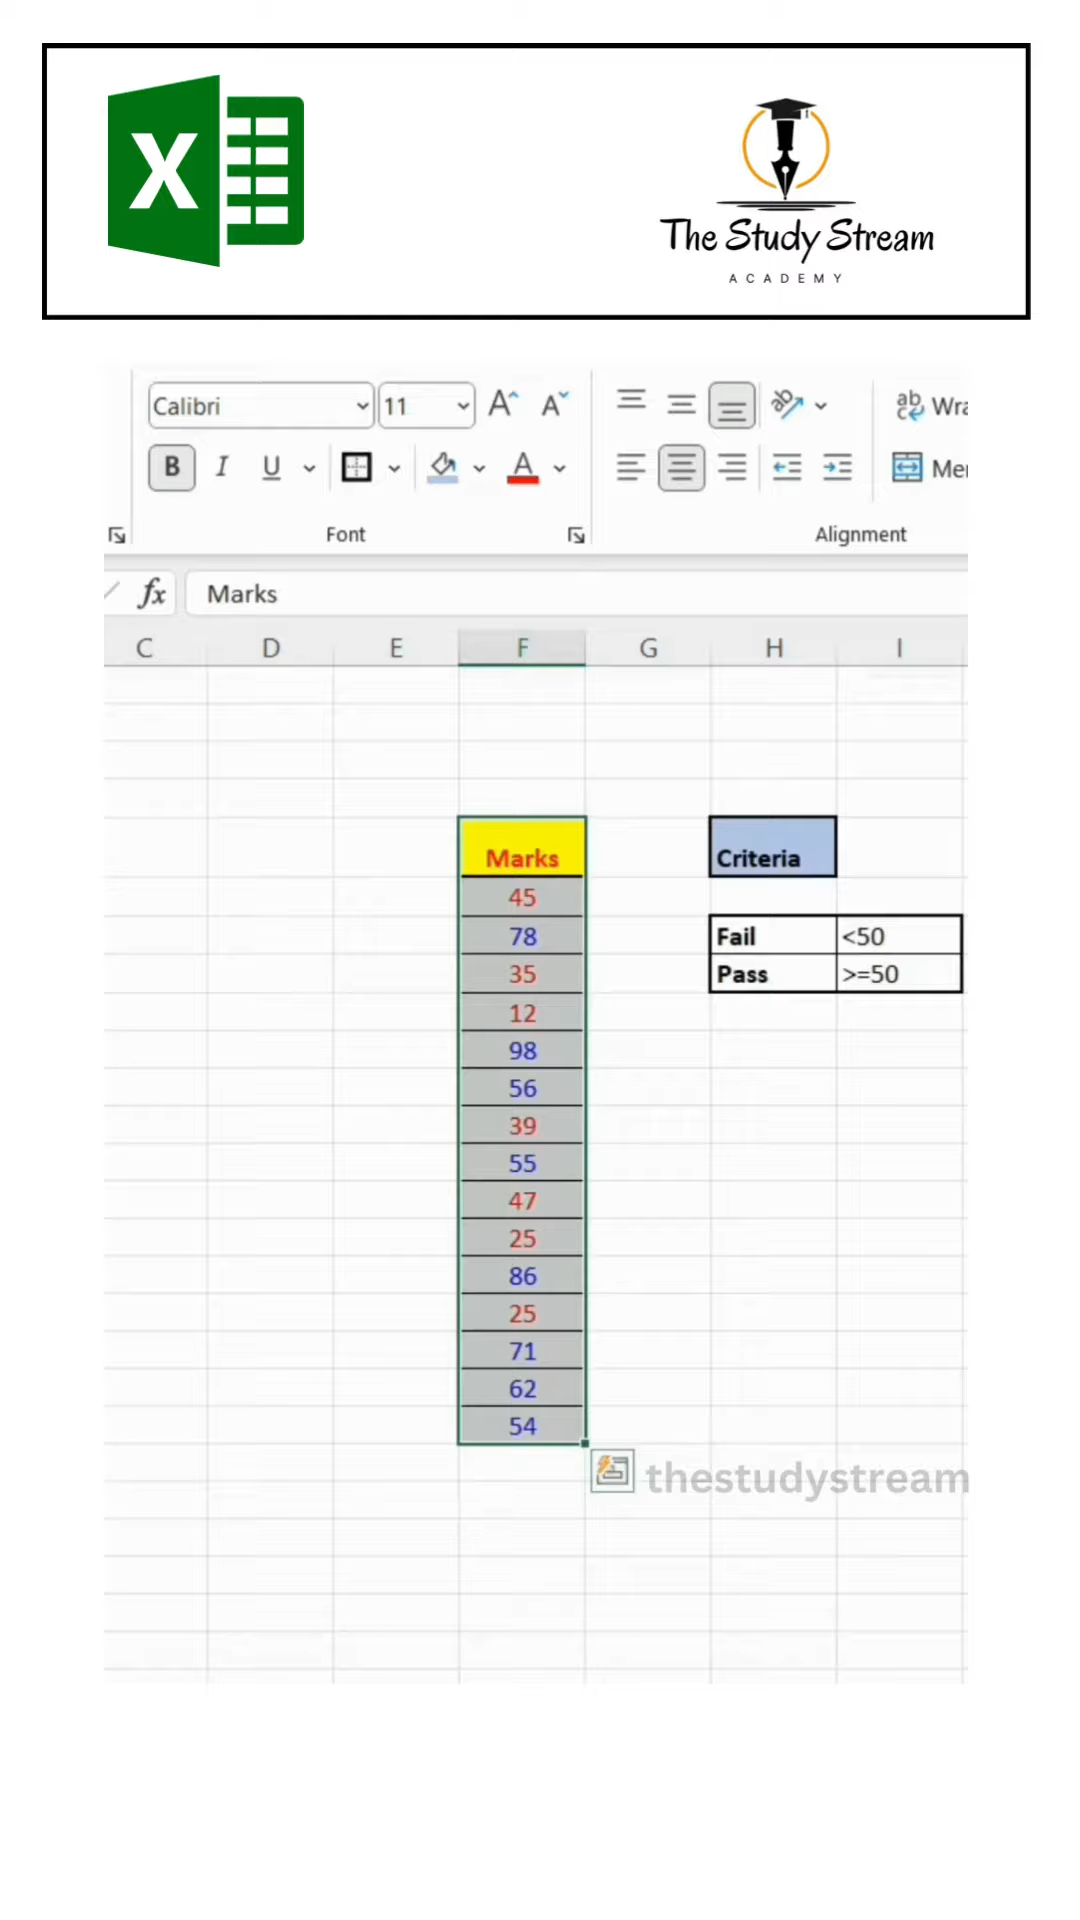 X
The Study Stream
ACADEMY
Calibri 11 A A ab Wra
B I U A Mer
Font Alignment
fx Marks
C D E F G H I
Marks Criteria
45
78 Fail <50
35 Pass >=50
12
98
56
39
55
47
25
86
25
71
62
54
thestudystream